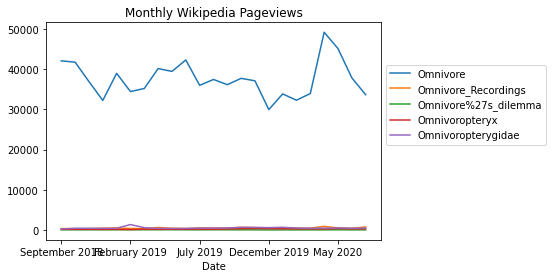 Monthly Wikipedia Pageviews
50000
40000
30000
20000
10000
0
September 2018 February 2019 July 2019 December 2019 May 2020
Date
Omnivore
Omnivore_Recordings
Omnivore%27s_dilemma
Omnivoropteryx
Omnivoropterygidae